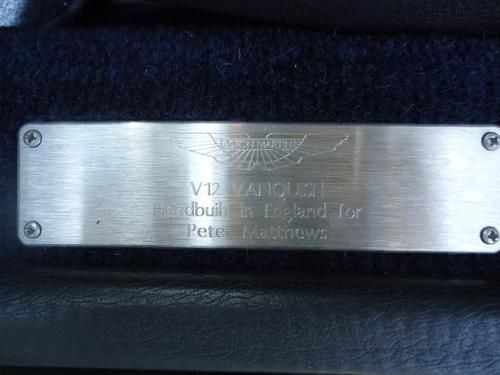 ASTON MARTIN
V12 VANQUISH
Handbuilt in England for
Peter Matthews